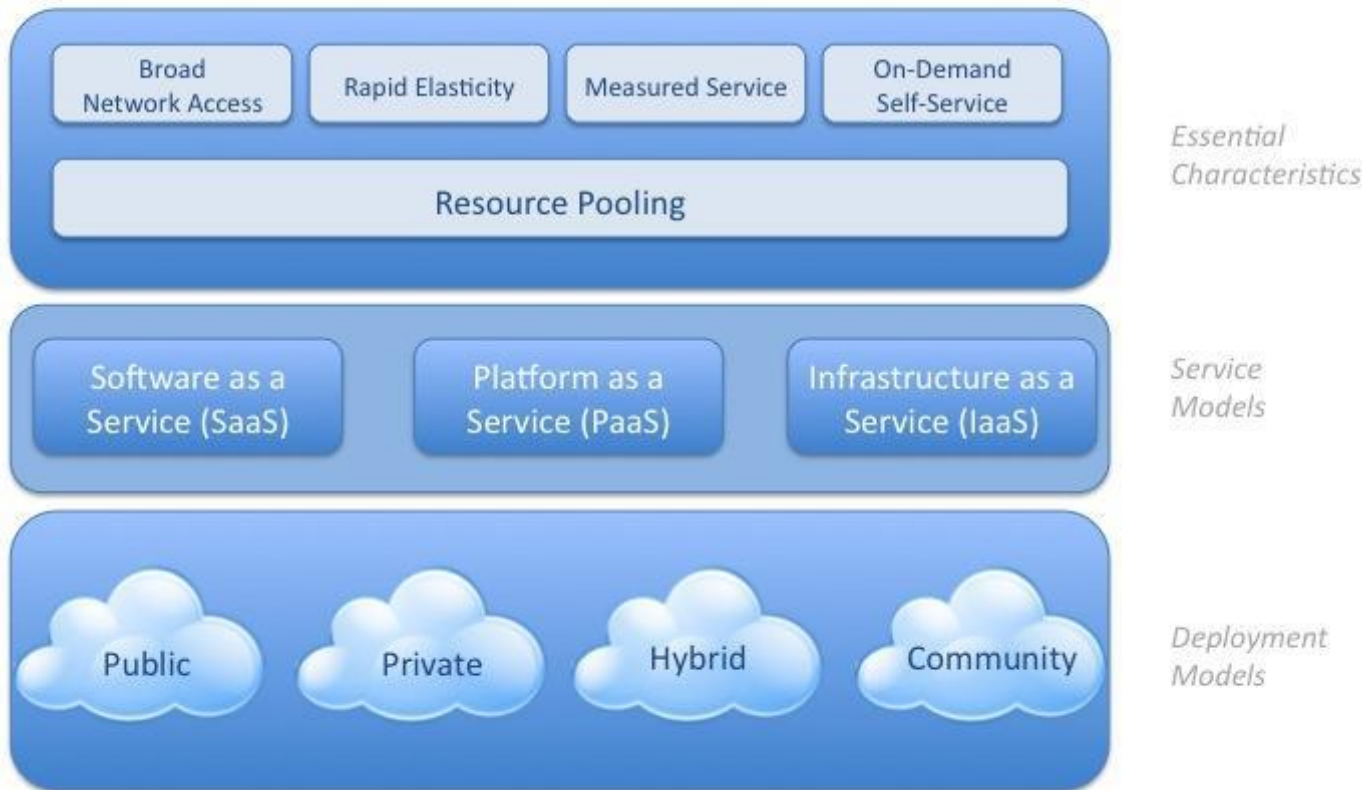 Broad
Network Access
Rapid Elasticity
Measured Service
On-Demand
Self-Service
Essential
Characteristics
Resource Pooling
Software as a
Service (SaaS)
Platform as a
Service (PaaS)
Infrastructure as a
Service (IaaS)
Service
Models
Public
Private
Hybrid
Community
Deployment
Models